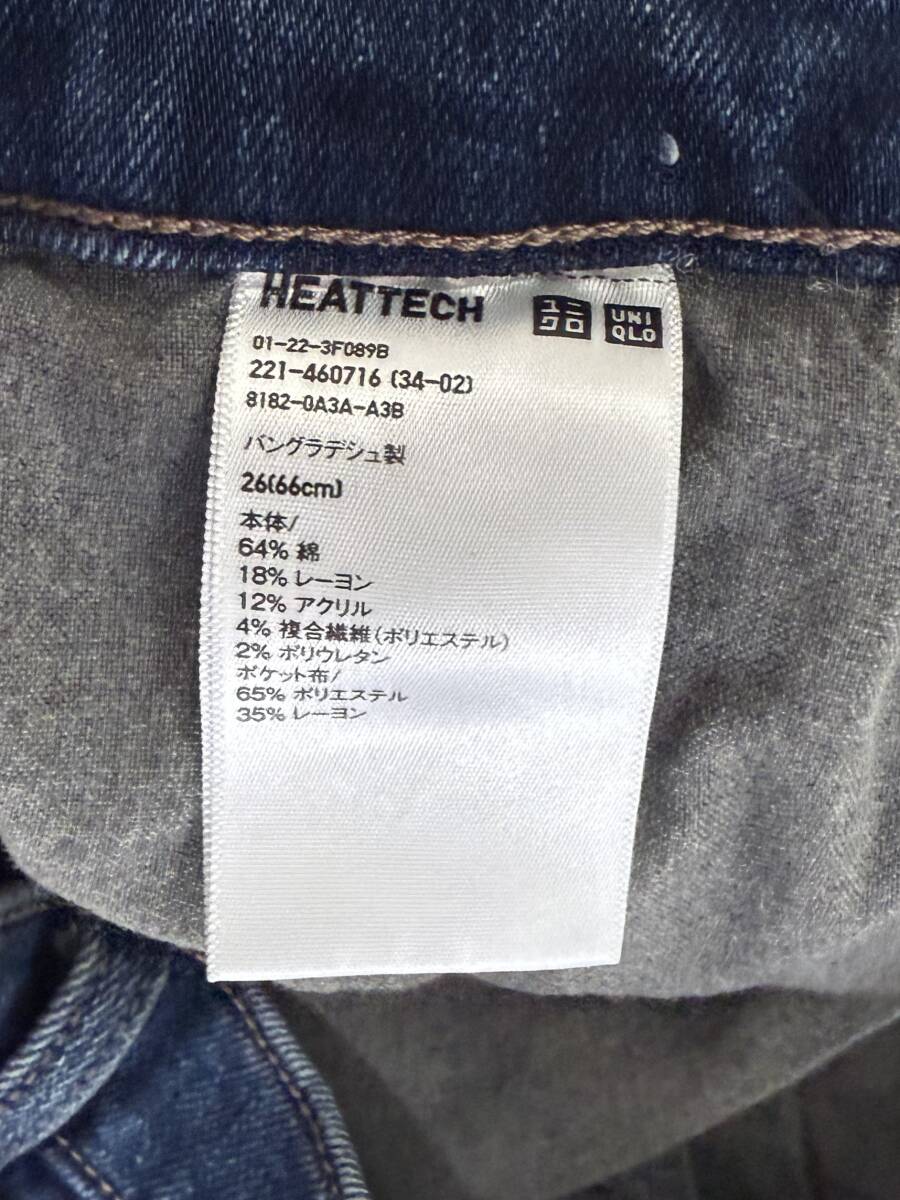 HEATTECH ユニクロ UNIQLO
01-22-3F089B
221-460716 (34-02)
8182-0A3A-A3B
バングラデシュ製
26(66cm)
本体/
64% 綿
18% レーヨン
12% アクリル
4% 複合繊維(ポリエステル)
2% ポリウレタン
ポケット布/
65% ポリエステル
35% レーヨン